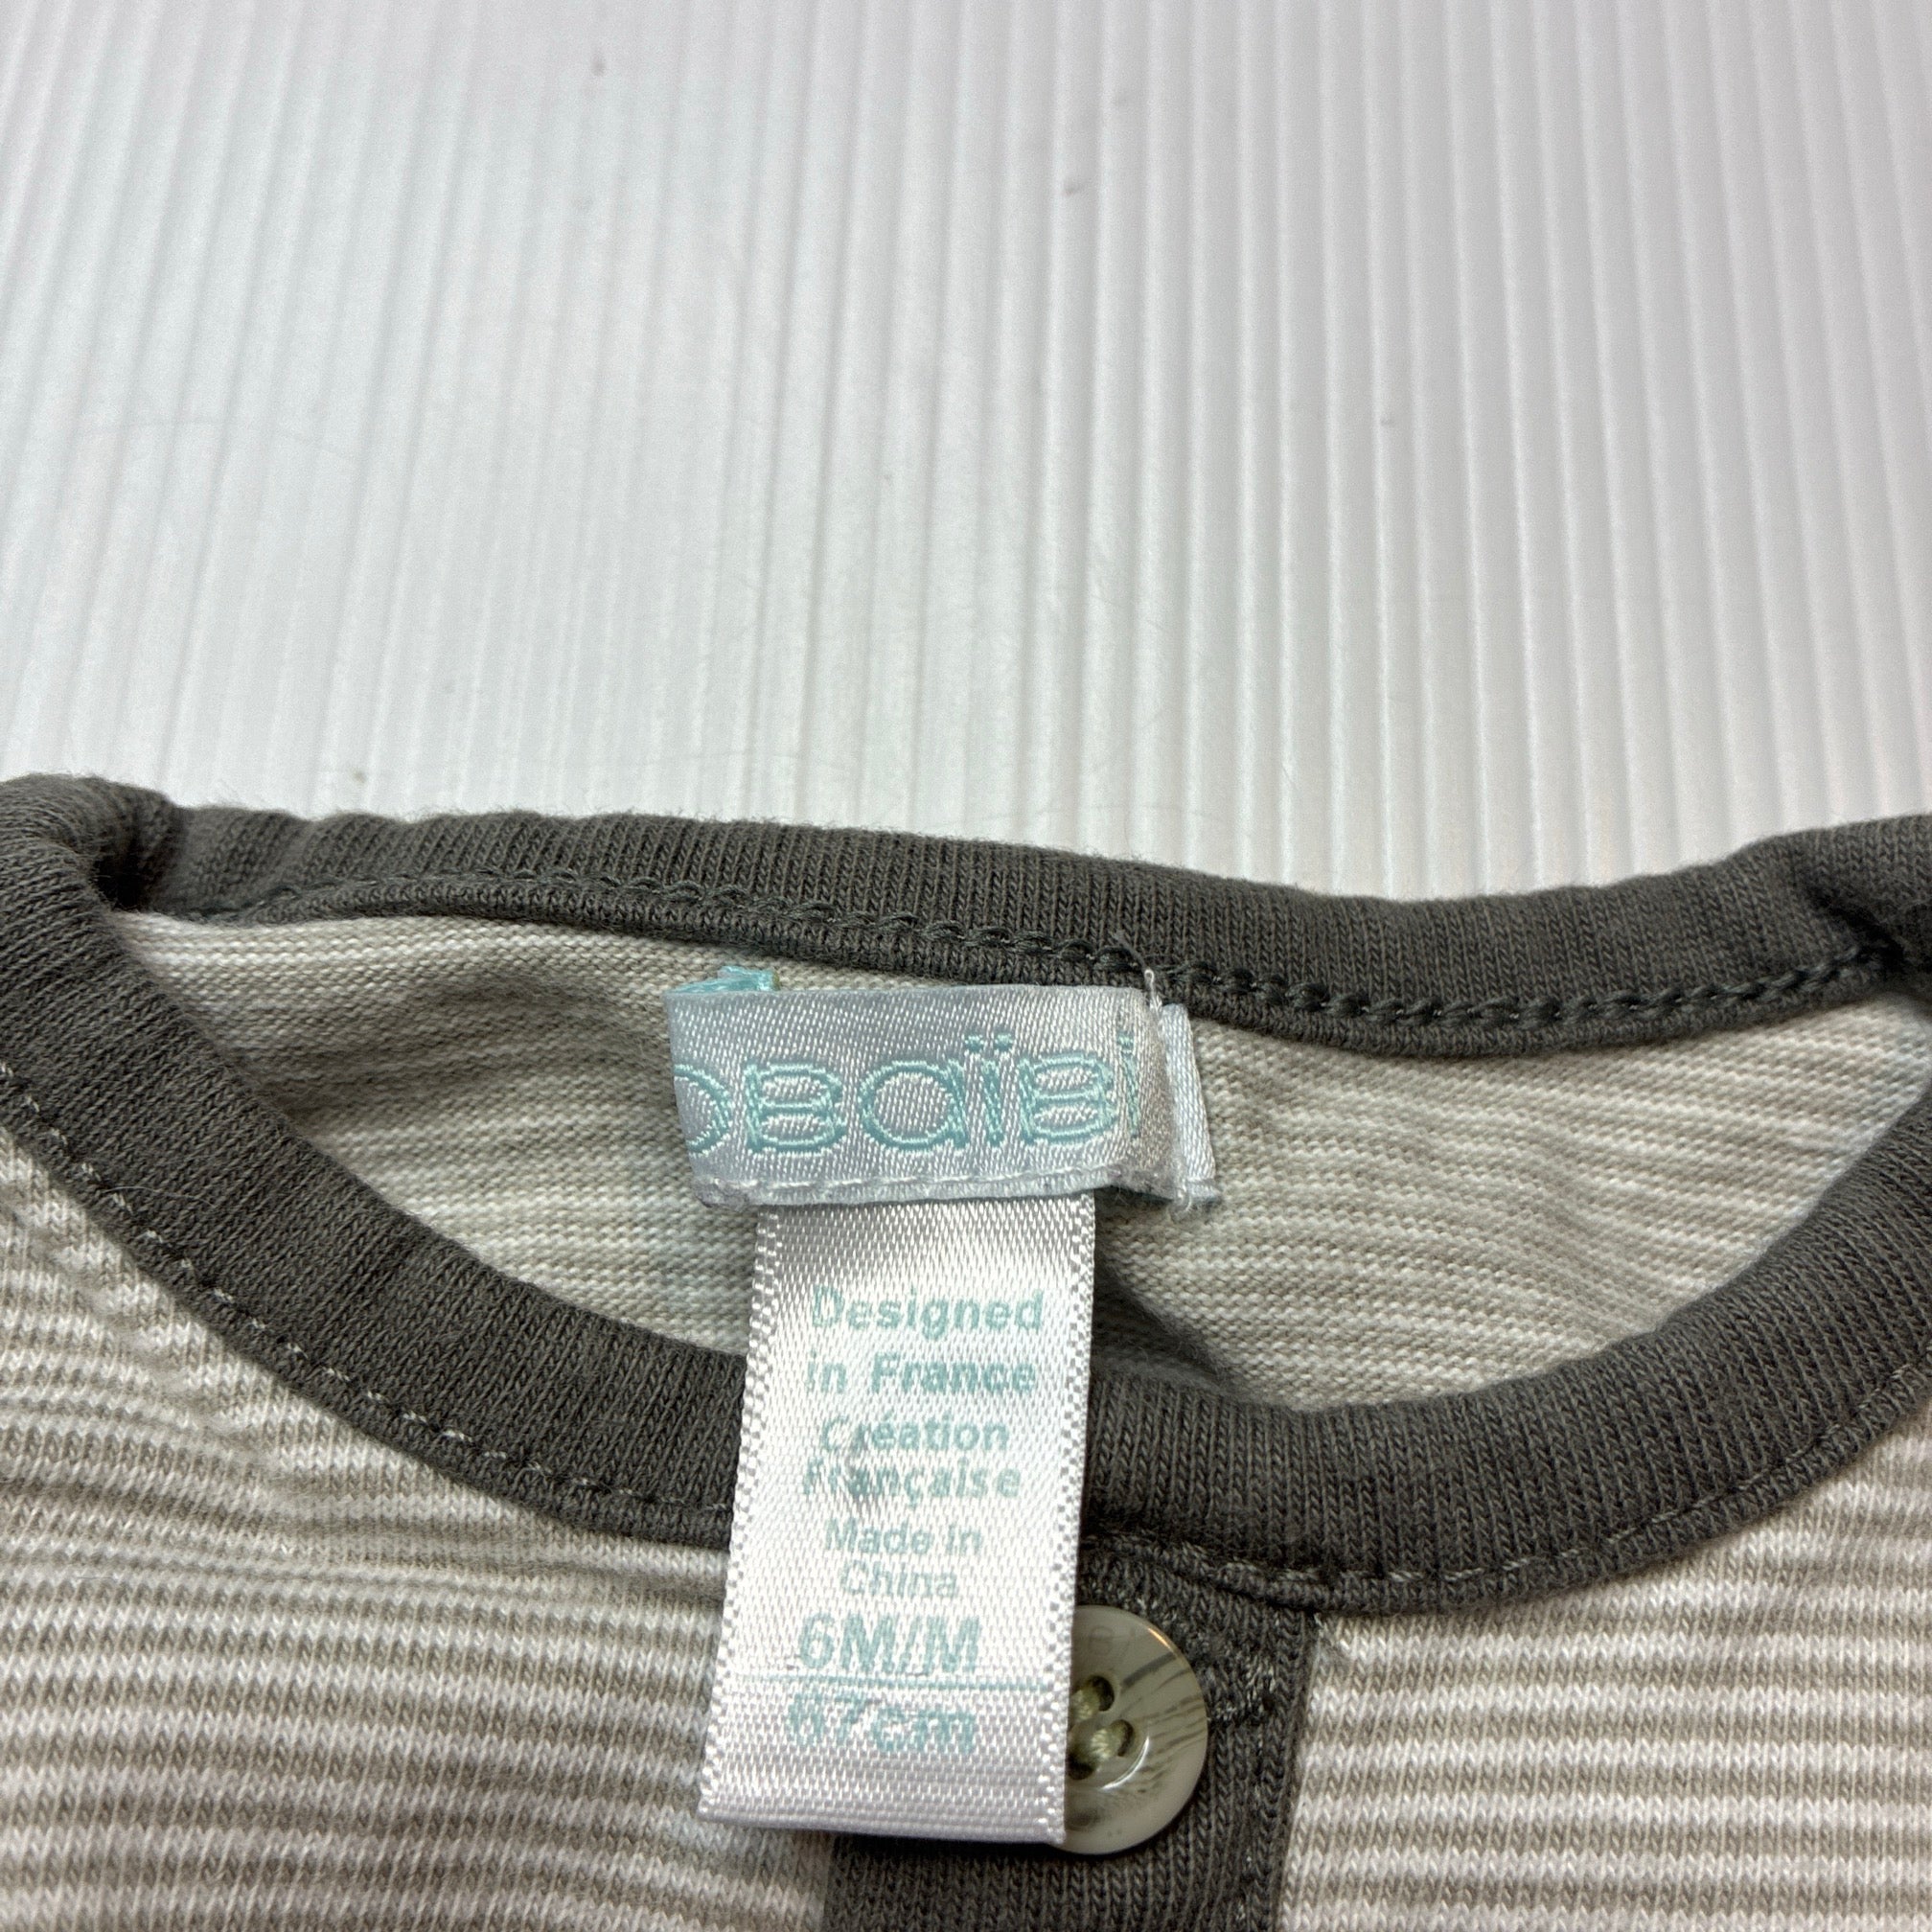 obaïbi
Designed
in France
Création
Française
Made in
China
6M/M
67cm